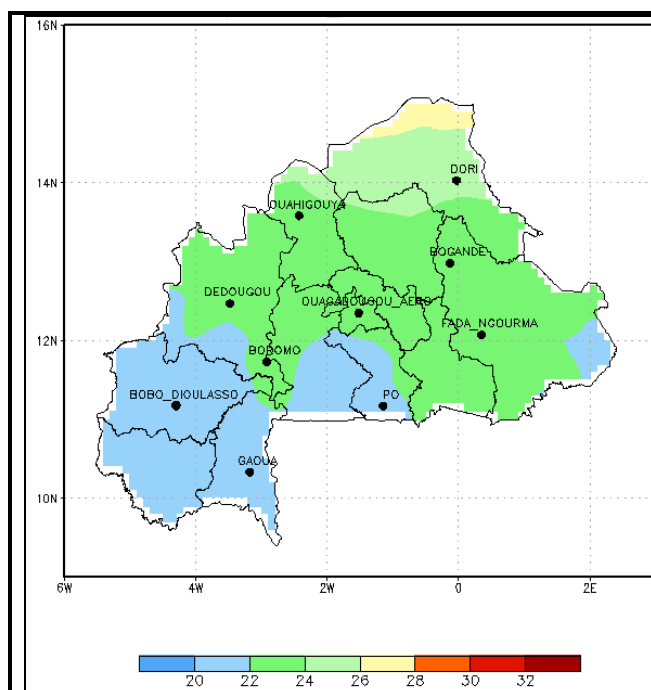 16N
DORI
14N
OUAHIGOUYA
BOGANDE
DEDOUGOU
OUAGADOUGOU_AERO
FADA_NGOURMA
12N
BOROMO
BOBO_DIOULASSO
PO
GAOUA
10N
6W 4W 2W 0 2E
20 22 24 26 28 30 32